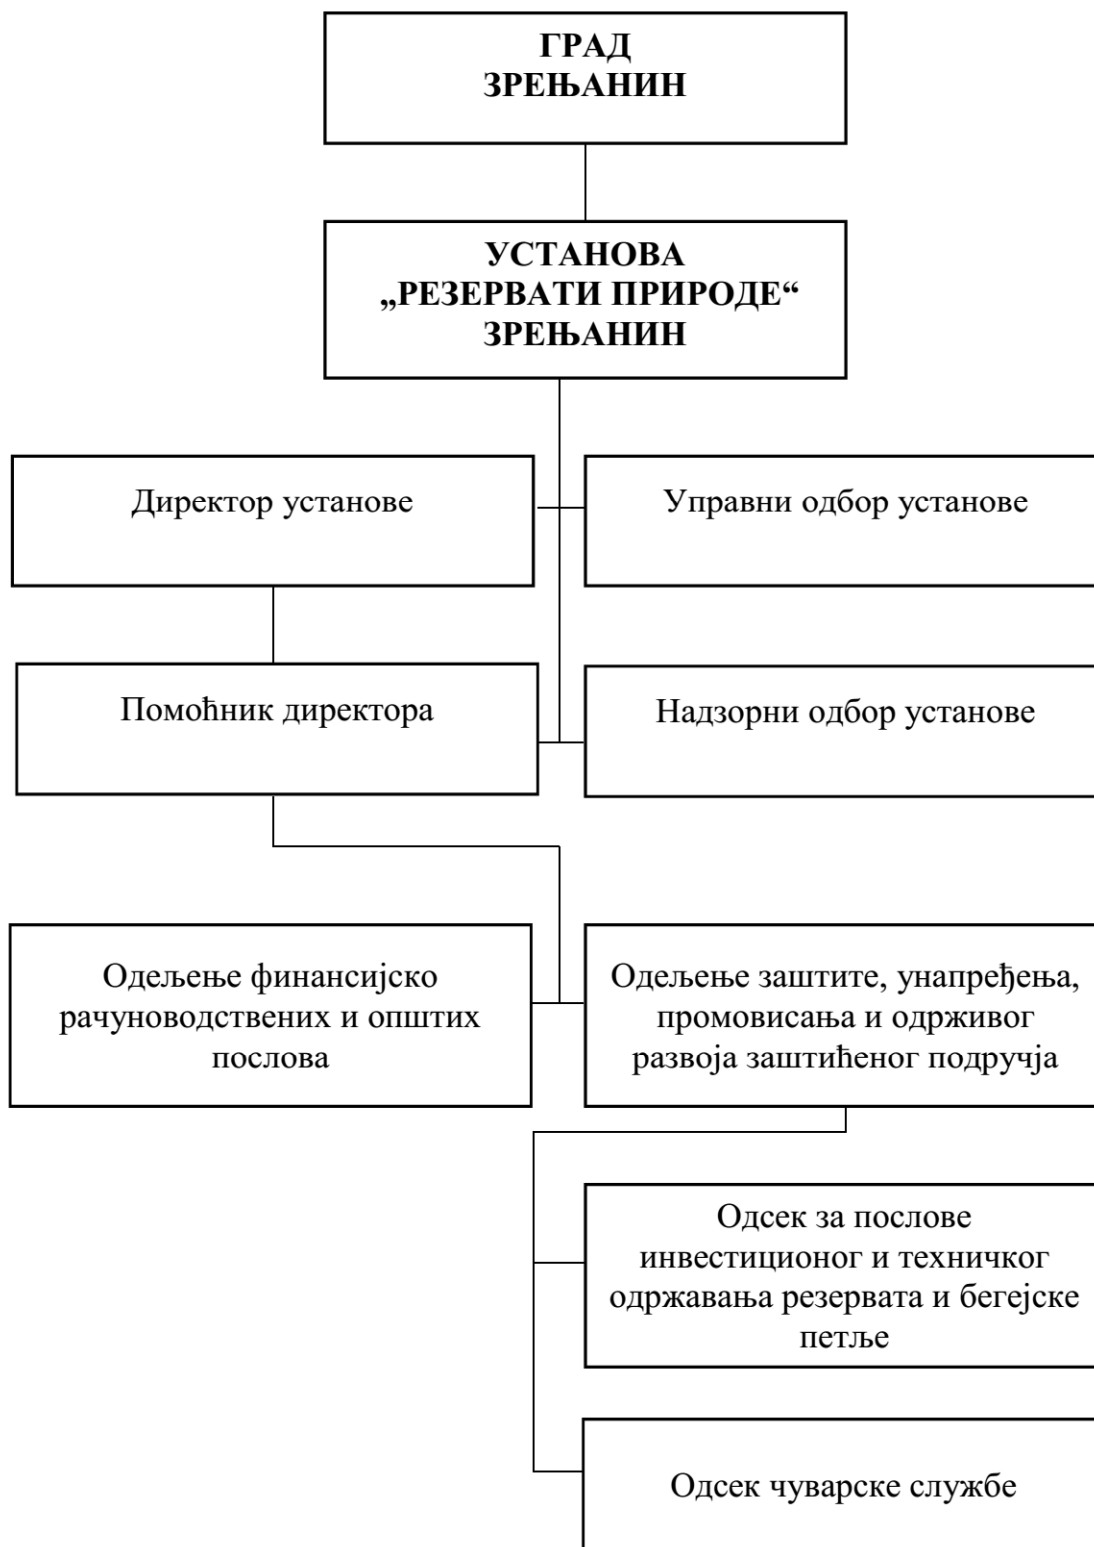 ГРАД
ЗРЕЊАНИН
УСТАНОВА
„РЕЗЕРВАТИ ПРИРОДЕ“
ЗРЕЊАНИН
Директор установе
Управни одбор установе
Помоћник директора
Надзорни одбор установе
Одељење финансијско
рачуноводствених и општих
послова
Одељење заштите, унапређења,
промовисања и одрживог
развоја заштићеног подручја
Одсек за послове
инвестиционог и техничког
одржавања резервата и бегејске
петље
Одсек чуварске службе